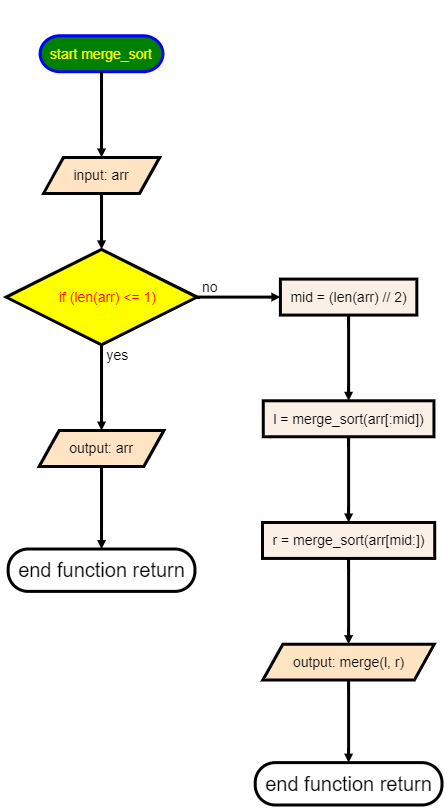 start merge_sort
input: arr
if (len(arr) <= 1)
no
mid = (len(arr) // 2)
yes
l = merge_sort(arr[:mid])
output: arr
r = merge_sort(arr[mid:])
end function return
output: merge(l, r)
end function return